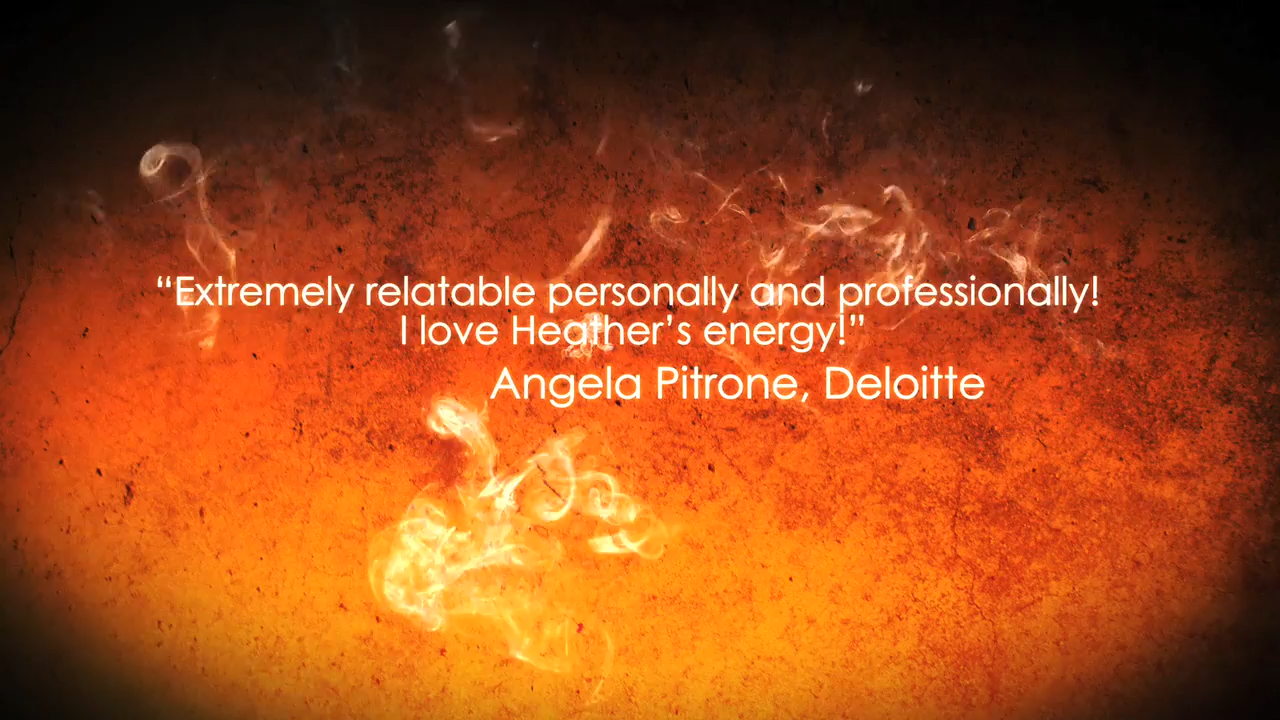 “Extremely relatable personally and professionally!
I love Heather’s energy!”
Angela Pitrone, Deloitte